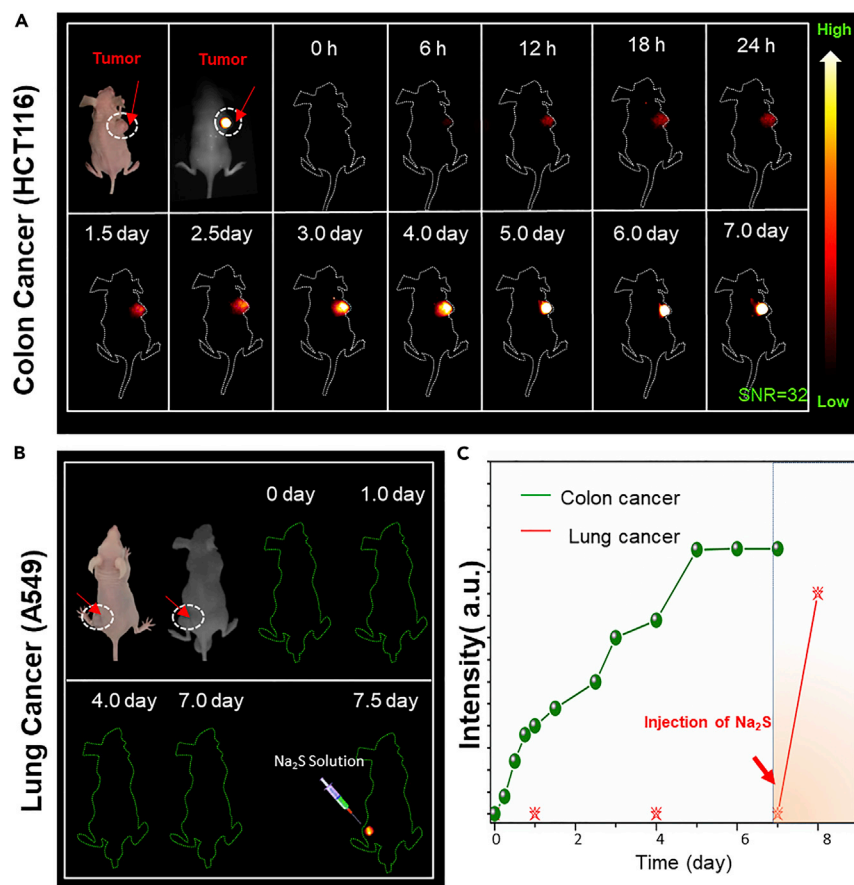 A
Colon Cancer (HCT116)
Tumor
Tumor
0 h
6 h
12 h
18 h
24 h
1.5 day
2.5day
3.0 day
4.0 day
5.0 day
6.0 day
7.0 day
High
Low
SNR=32
B
Lung Cancer (A549)
0 day
1.0 day
4.0 day
7.0 day
7.5 day
Na₂S Solution
C
Intensity( a.u.)
Colon cancer
Lung cancer
Injection of Na₂S
0
2
4
6
8
Time (day)